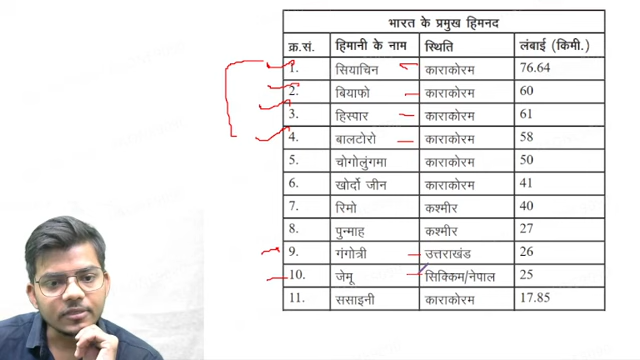 भारत के प्रमुख हिमनद
क्र.सं. हिमानी के नाम स्थिति लंबाई (किमी.)
1. सियाचिन काराकोरम 76.64
2. बियाफो काराकोरम 60
3. हिस्पार काराकोरम 61
4. बालटोरो काराकोरम 58
5. चोगोलुंगमा काराकोरम 50
6. खोर्दो जीन काराकोरम 41
7. रिमो कश्मीर 40
8. पुन्माह कश्मीर 27
9. गंगोत्री उत्तराखंड 26
10. जेमू सिक्किम/नेपाल 25
11. ससाइनी काराकोरम 17.85